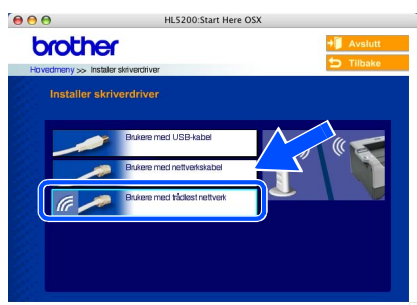 HL5200:Start Here OSX
brother
Avslutt
Tilbake
Hovedmeny >> Installer skriverdriver
Installer skriverdriver
Brukere med USB-kabel
Brukere med nettverkskabel
Brukere med trådløst nettverk